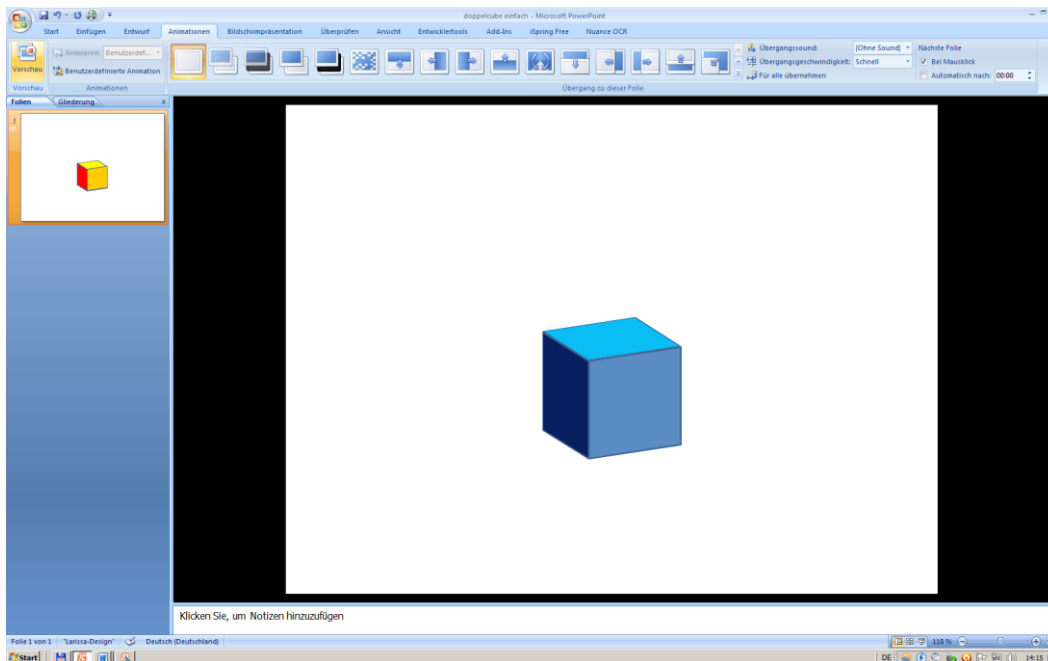 doppelcube einfach - Microsoft PowerPoint
Start Einfügen Entwurf Animationen Bildschirmpräsentation Überprüfen Ansicht Entwicklertools Add-Ins iSpring Free Nuance OCR
Vorschau
Animieren: Benutzerdef...
Benutzerdefinierte Animation
Übergangssound: [Ohne Sound]
Übergangsgeschwindigkeit: Schnell
Für alle übernehmen
Nächste Folie
Bei Mausklick
Automatisch nach: 00:00
Vorschau Animationen Übergang zu dieser Folie
Folien Gliederung x
1
Klicken Sie, um Notizen hinzuzufügen
Folie 1 von 1 "Larissa-Design" Deutsch (Deutschland) 118 %
Start DE 14:15